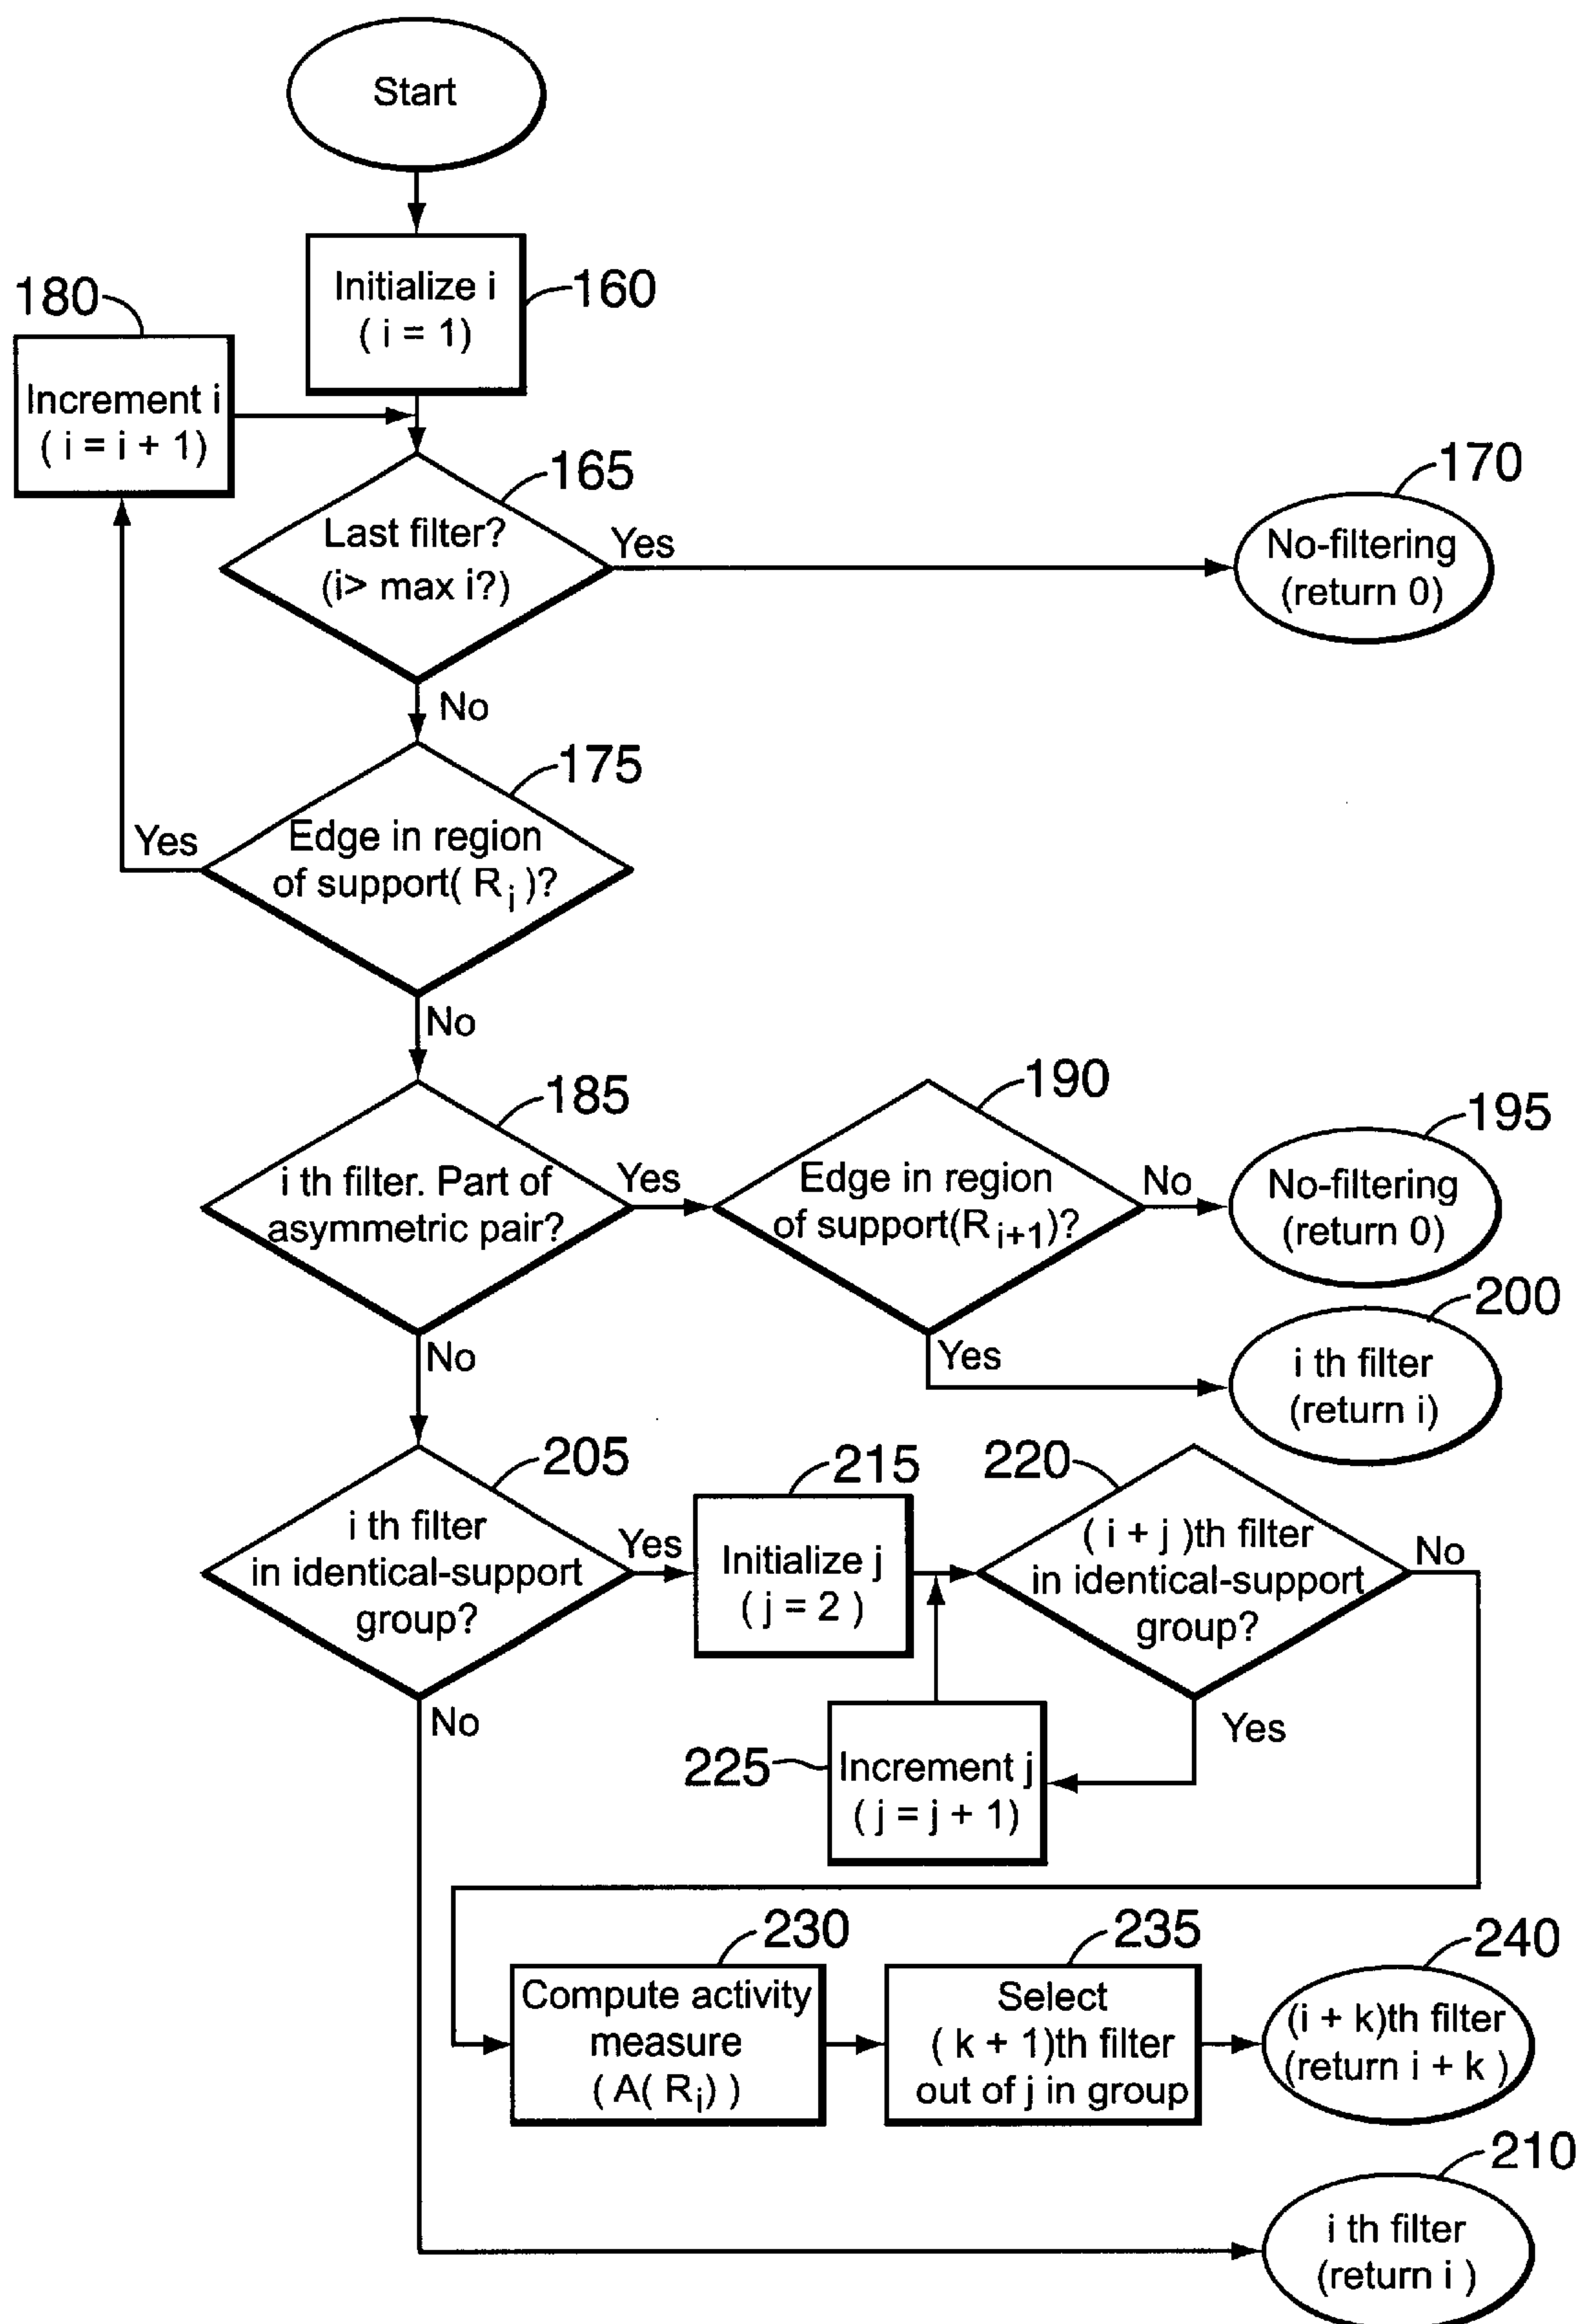 Start
Initialize i
( i = 1)
160
180
Increment i
( i = i + 1)
165
Last filter?
(i> max i?)
Yes
170
No-filtering
(return 0)
No
175
Edge in region
of support( R i )?
Yes
No
185
i th filter. Part of
asymmetric pair?
Yes
190
Edge in region
of support(R i+1)?
No
195
No-filtering
(return 0)
Yes
200
i th filter
(return i)
No
205
i th filter
in identical-support
group?
Yes
215
Initialize j
( j = 2 )
220
( i + j )th filter
in identical-support
group?
No
Yes
225
Increment j
( j = j + 1)
No
230
Compute activity
measure
( A( R i) )
235
Select
( k + 1)th filter
out of j in group
240
(i + k)th filter
(return i + k )
210
i th filter
(return i )